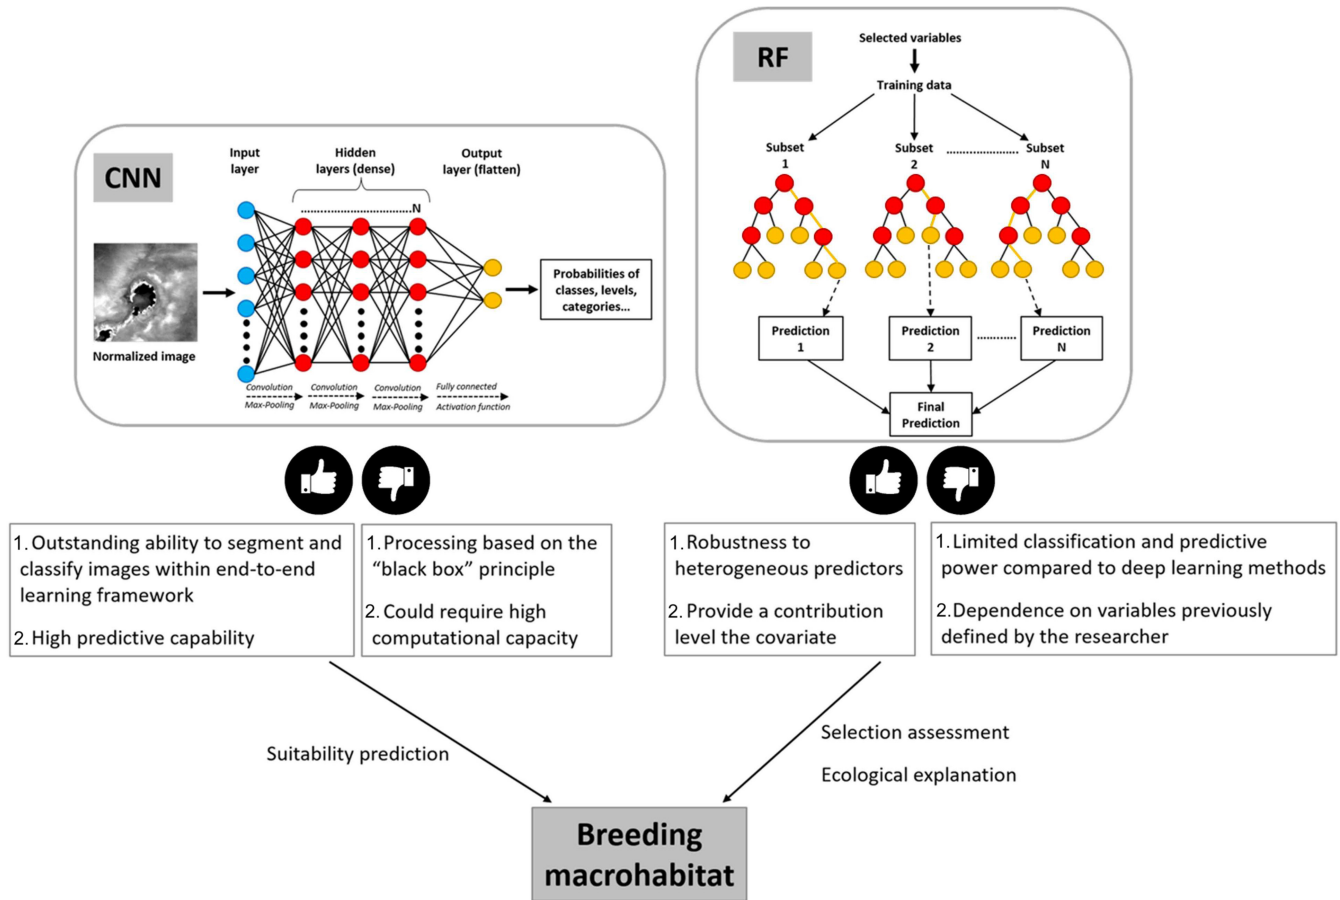 CNN
Input
layer
Hidden
layers (dense)
Output
layer (flatten)
N
Normalized image
Probabilities of
classes, levels,
categories...
Convolution
Max-Pooling
Convolution
Max-Pooling
Convolution
Max-Pooling
Fully connected
Activation function
RF
Selected variables
Training data
Subset
1
Subset
2
Subset
N
Prediction
1
Prediction
2
Prediction
N
Final
Prediction
1. Outstanding ability to segment and
classify images within end-to-end
learning framework
2. High predictive capability
1. Processing based on the
“black box” principle
2. Could require high
computational capacity
1. Robustness to
heterogeneous predictors
2. Provide a contribution
level the covariate
1. Limited classification and predictive
power compared to deep learning methods
2. Dependence on variables previously
defined by the researcher
Suitability prediction
Selection assessment
Ecological explanation
Breeding
macrohabitat